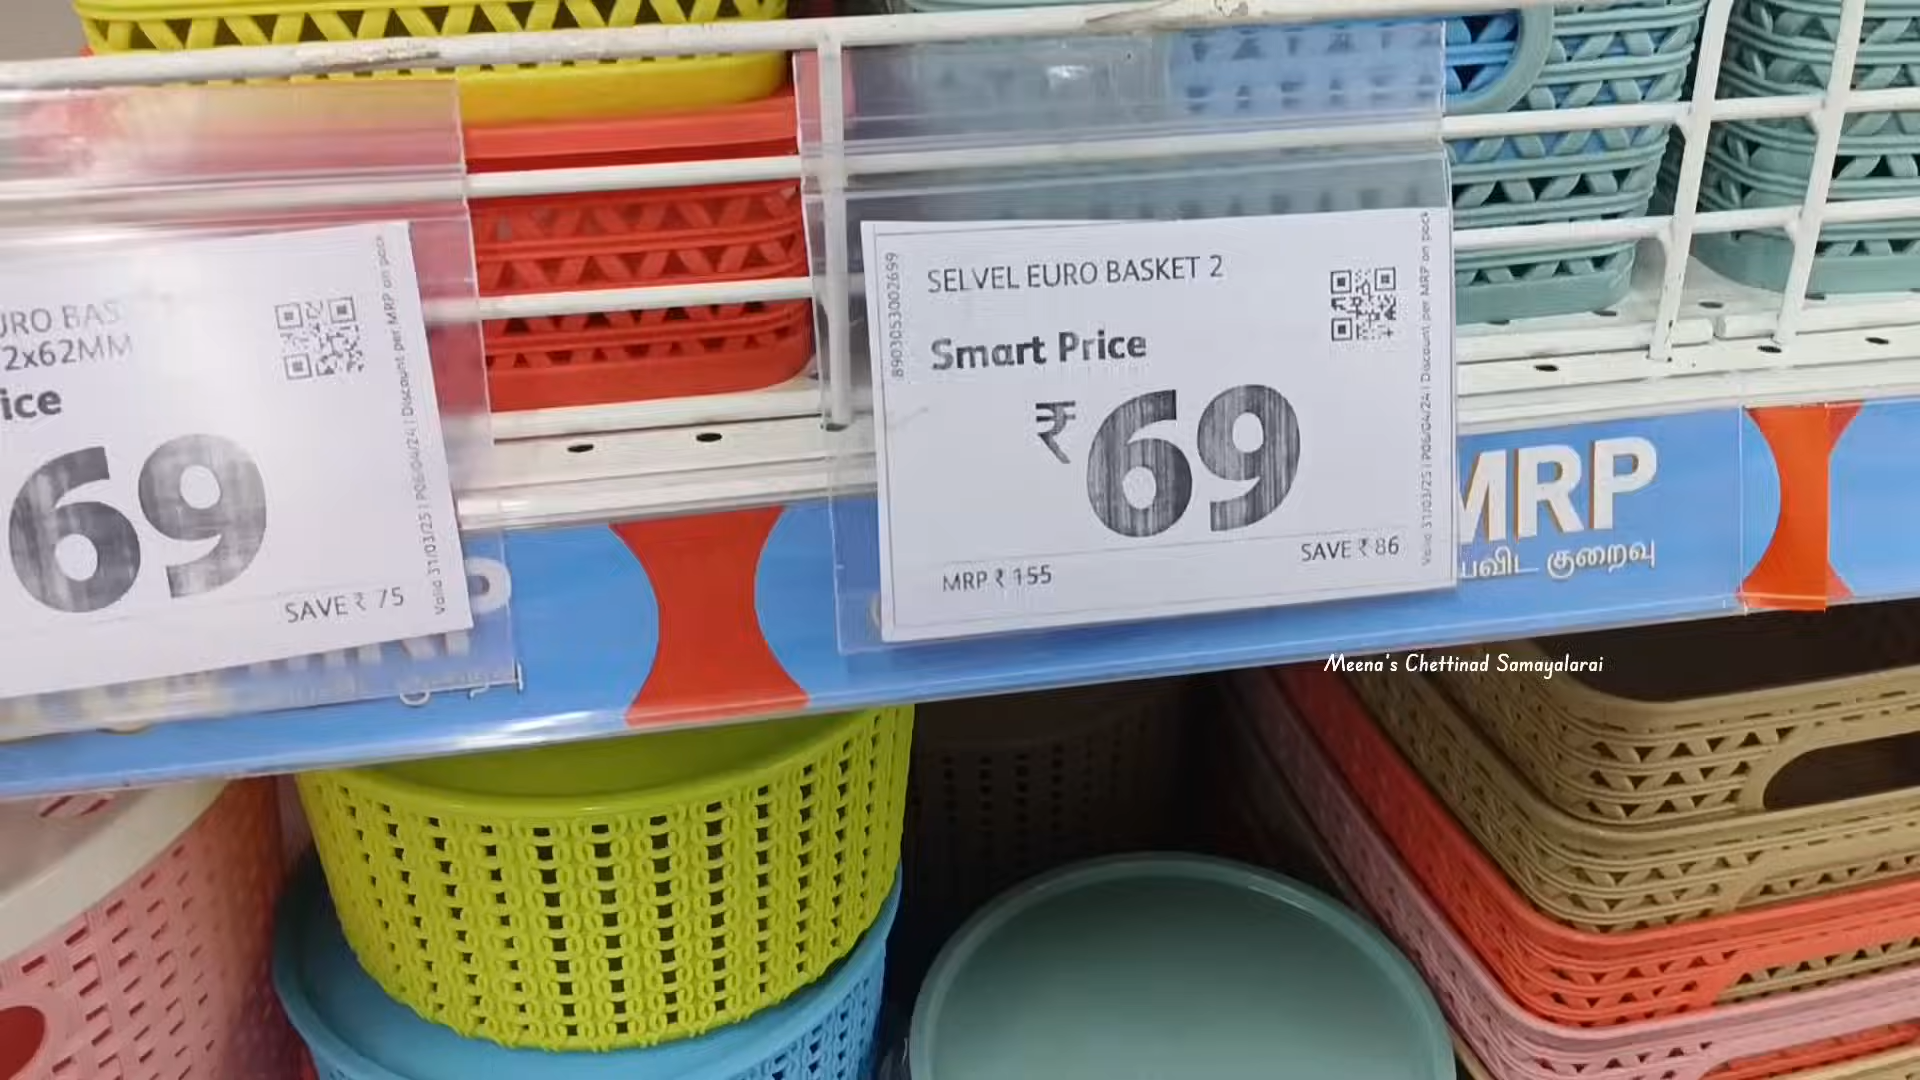 URO BAS
2x62MM
ice
69
SAVE ₹ 75
Valid 31/03/25 | P06/04/24 | Discount per MRP on pack
8903053002699
SELVEL EURO BASKET 2
Smart Price
₹69
MRP ₹ 155
SAVE ₹ 86
Valid 31/03/25 | P06/04/24 | Discount per MRP on pack
MRP
யவிட குறைவு
Meena's Chettinad Samayalarai